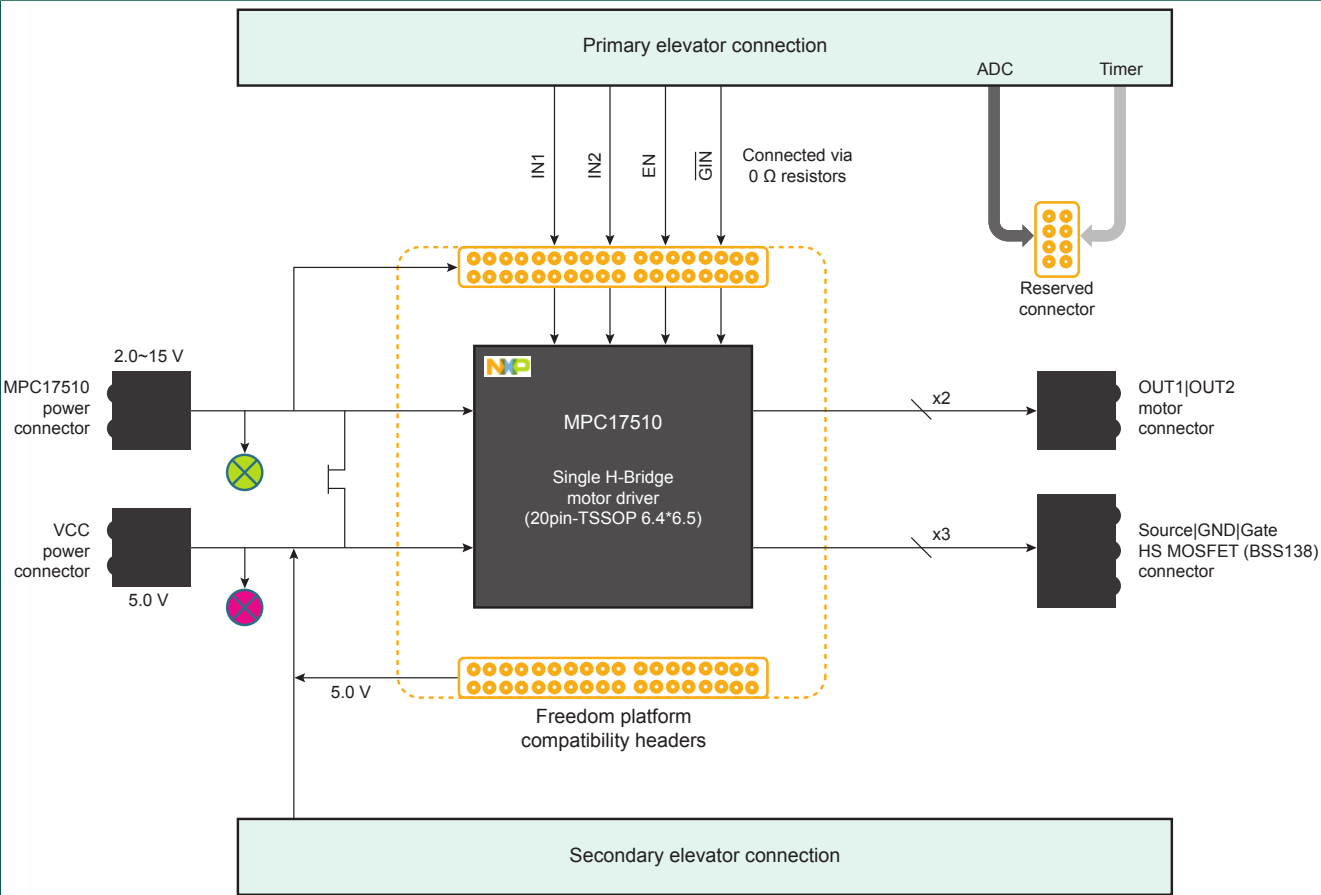 Primary elevator connection
ADC
Timer
IN1
IN2
EN
GIN
Connected via
0 Ω resistors
Reserved
connector
2.0~15 V
MPC17510
power
connector
NXP
MPC17510
Single H-Bridge
motor driver
(20pin-TSSOP 6.4*6.5)
x2
OUT1|OUT2
motor
connector
VCC
power
connector
5.0 V
x3
Source|GND|Gate
HS MOSFET (BSS138)
connector
5.0 V
Freedom platform
compatibility headers
Secondary elevator connection